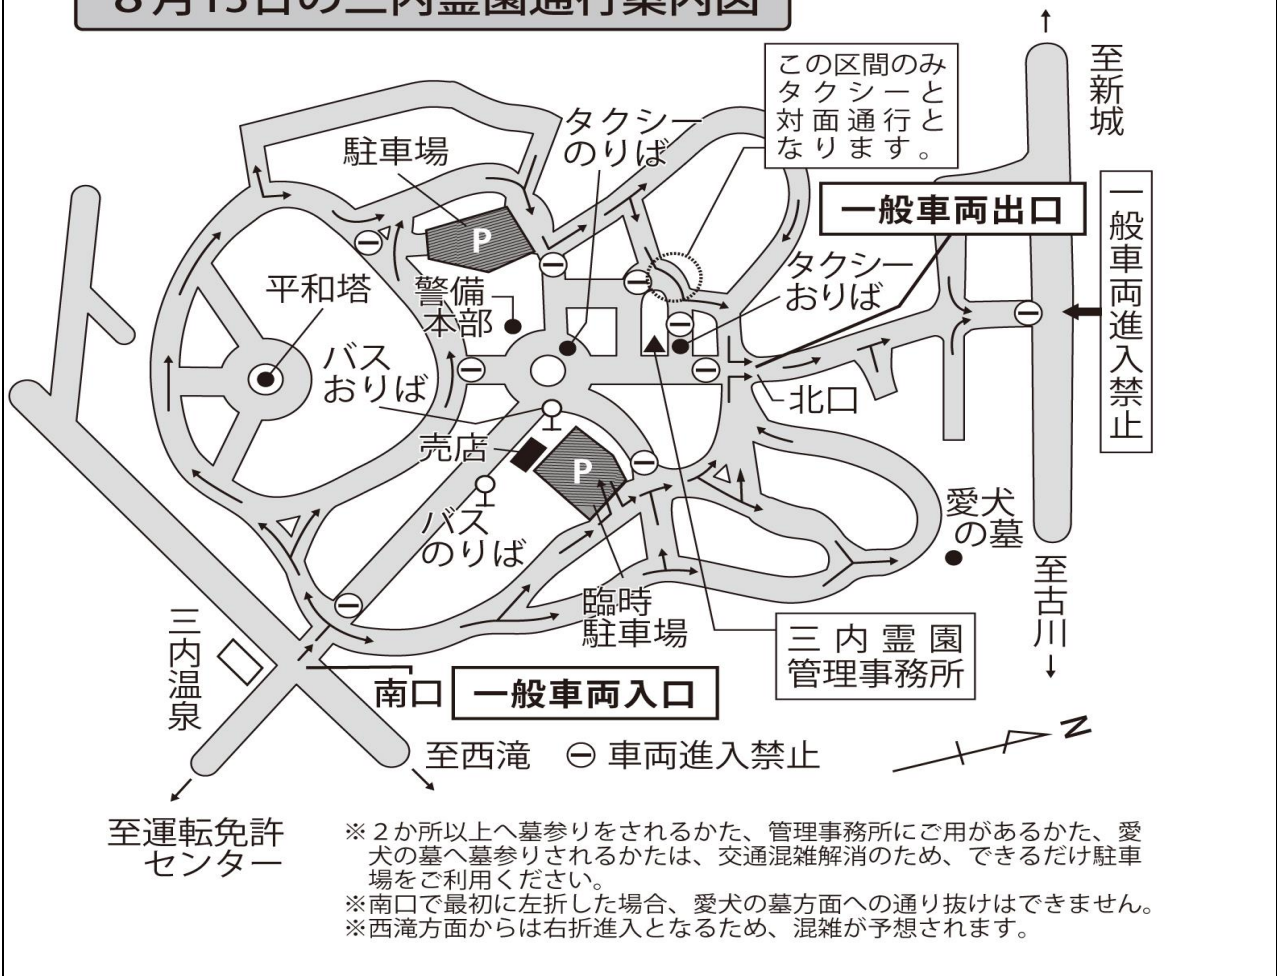 ８月13日の三内霊園通行案内図
この区間のみ
タクシーと
対面通行と
なります。
至新城
タクシー
のりば
駐車場
P
一般車両出口
一般車両進入禁止
タクシー
おりば
平和塔
警備
本部
バス
おりば
北口
売店
P
バス
のりば
愛犬
の墓
至古川
臨時
駐車場
三内霊園
管理事務所
三内温泉
南口
一般車両入口
至西滝
車両進入禁止
N
至運転免許
センター
※２か所以上へ墓参りをされるかた、管理事務所にご用があるかた、愛
犬の墓へ墓参りされるかたは、交通混雑解消のため、できるだけ駐車
場をご利用ください。
※南口で最初に左折した場合、愛犬の墓方面への通り抜けはできません。
※西滝方面からは右折進入となるため、混雑が予想されます。